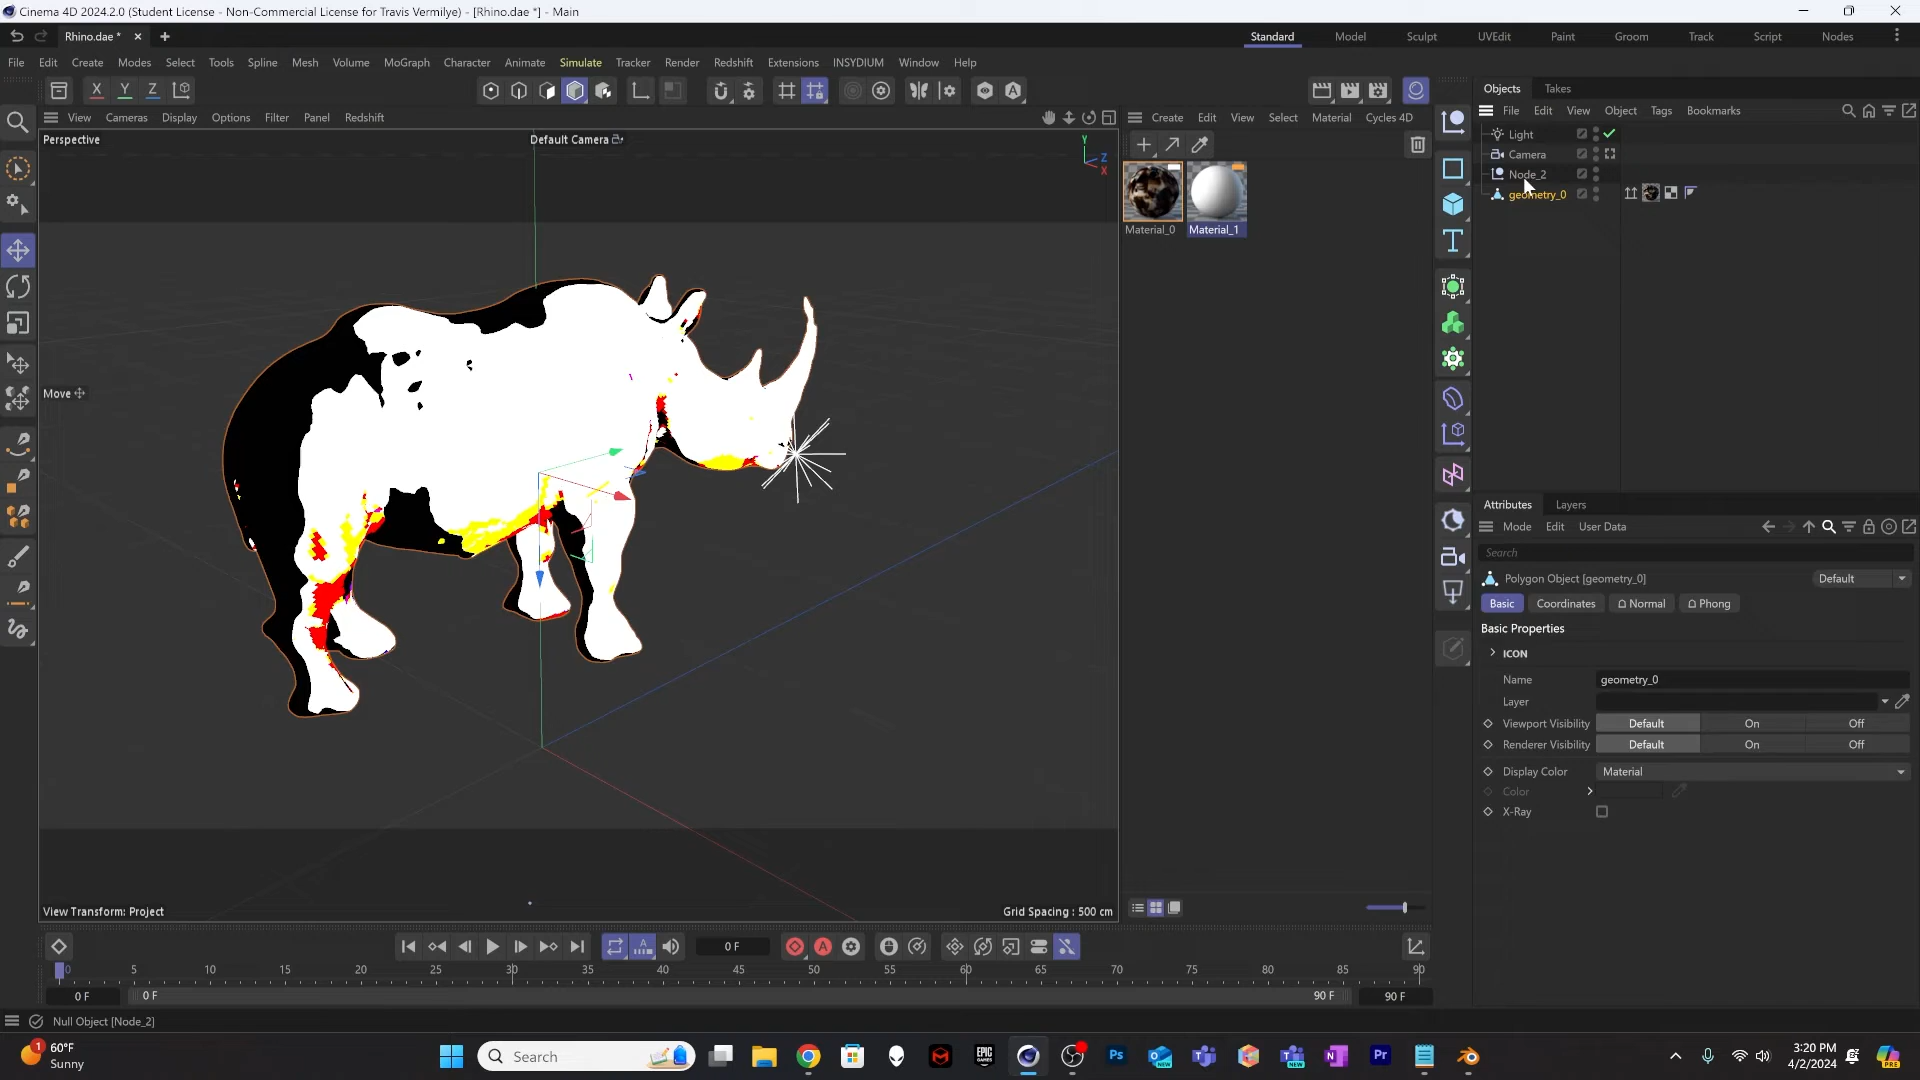 Cinema 4D 2024.2.0 (Student License - Non-Commercial License for Travis Vermilye) - [Rhino.dae *] - Main
Rhino.dae *
Standard Model Sculpt UVEdit Paint Groom Track Script Nodes
File Edit Create Modes Select Tools Spline Mesh Volume MoGraph Character Animate Simulate Tracker Render Redshift Extensions INSYDIUM Window Help
X Y Z
Objects Takes
File Edit View Object Tags Bookmarks
View Cameras Display Options Filter Panel Redshift
Create Edit View Select Material Cycles 4D
Perspective
Default Camera
Y
Z
X
Light
Camera
Node_2
geometry_0
Material_0 Material_1
Move
Attributes Layers
Mode Edit User Data
Search
Polygon Object [geometry_0]
Default
Basic Coordinates Normal Phong
Basic Properties
ICON
Name geometry_0
Layer
Viewport Visibility Default On Off
Renderer Visibility Default On Off
Display Color Material
Color
X-Ray
View Transform: Project
Grid Spacing : 500 cm
0 F
0 5 10 15 20 25 30 35 40 45 50 55 60 65 70 75 80 85 90
0 F 0 F 90 F 90 F
Null Object [Node_2]
1
60°F
Sunny
Search
EPIC GAMES
Ps
NEW
NEW
Pr
3:20 PM
4/2/2024
PRE